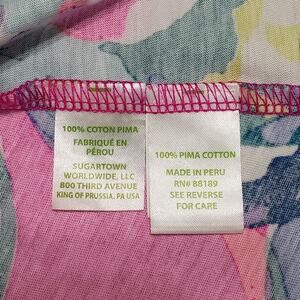 100% COTON PIMA
FABRIQUÉ EN
PÉROU
SUGARTOWN
WORLDWIDE, LLC
800 THIRD AVENUE
KING OF PRUSSIA, PA USA
100% PIMA COTTON
MADE IN PERU
RN# 88189
SEE REVERSE
FOR CARE